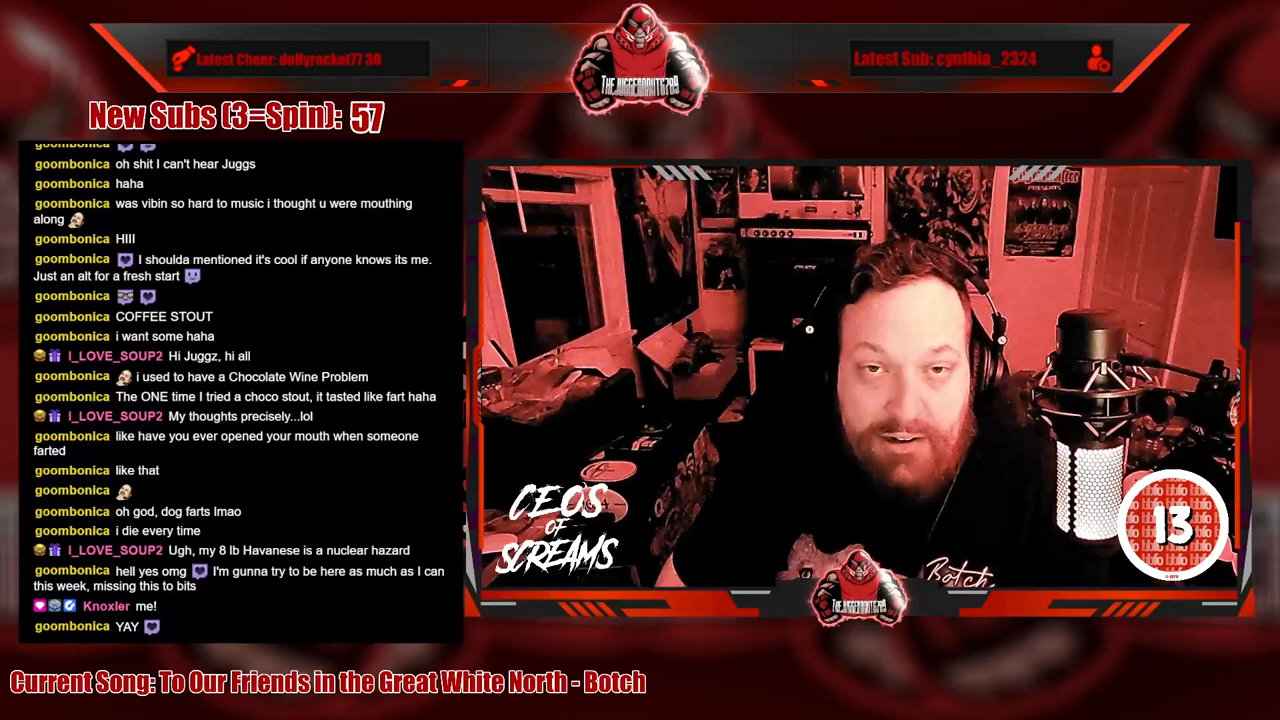 Latest Cheer: dollyrocket77 30
THEJUGGERNAUT6789
Latest Sub: cynthia_2324
New Subs (3=Spin): 57
goombonica
goombonica oh shit I can't hear Juggs
goombonica haha
goombonica was vibin so hard to music i thought u were mouthing
along
goombonica HIII
goombonica I shoulda mentioned it's cool if anyone knows its me.
Just an alt for a fresh start
goombonica
goombonica COFFEE STOUT
goombonica i want some haha
I_LOVE_SOUP2 Hi Juggz, hi all
goombonica i used to have a Chocolate Wine Problem
goombonica The ONE time I tried a choco stout, it tasted like fart haha
I_LOVE_SOUP2 My thoughts precisely...lol
goombonica like have you ever opened your mouth when someone
farted
goombonica like that
goombonica
goombonica oh god, dog farts lmao
goombonica i die every time
I_LOVE_SOUP2 Ugh, my 8 lb Havanese is a nuclear hazard
goombonica hell yes omg I'm gunna try to be here as much as I can
this week, missing this to bits
Knoxler me!
goombonica YAY
PRESENTS
CEOS
OF
SCREAMS
13
Botch
THEJUGGERNAUT6789
Current Song: To Our Friends in the Great White North - Botch